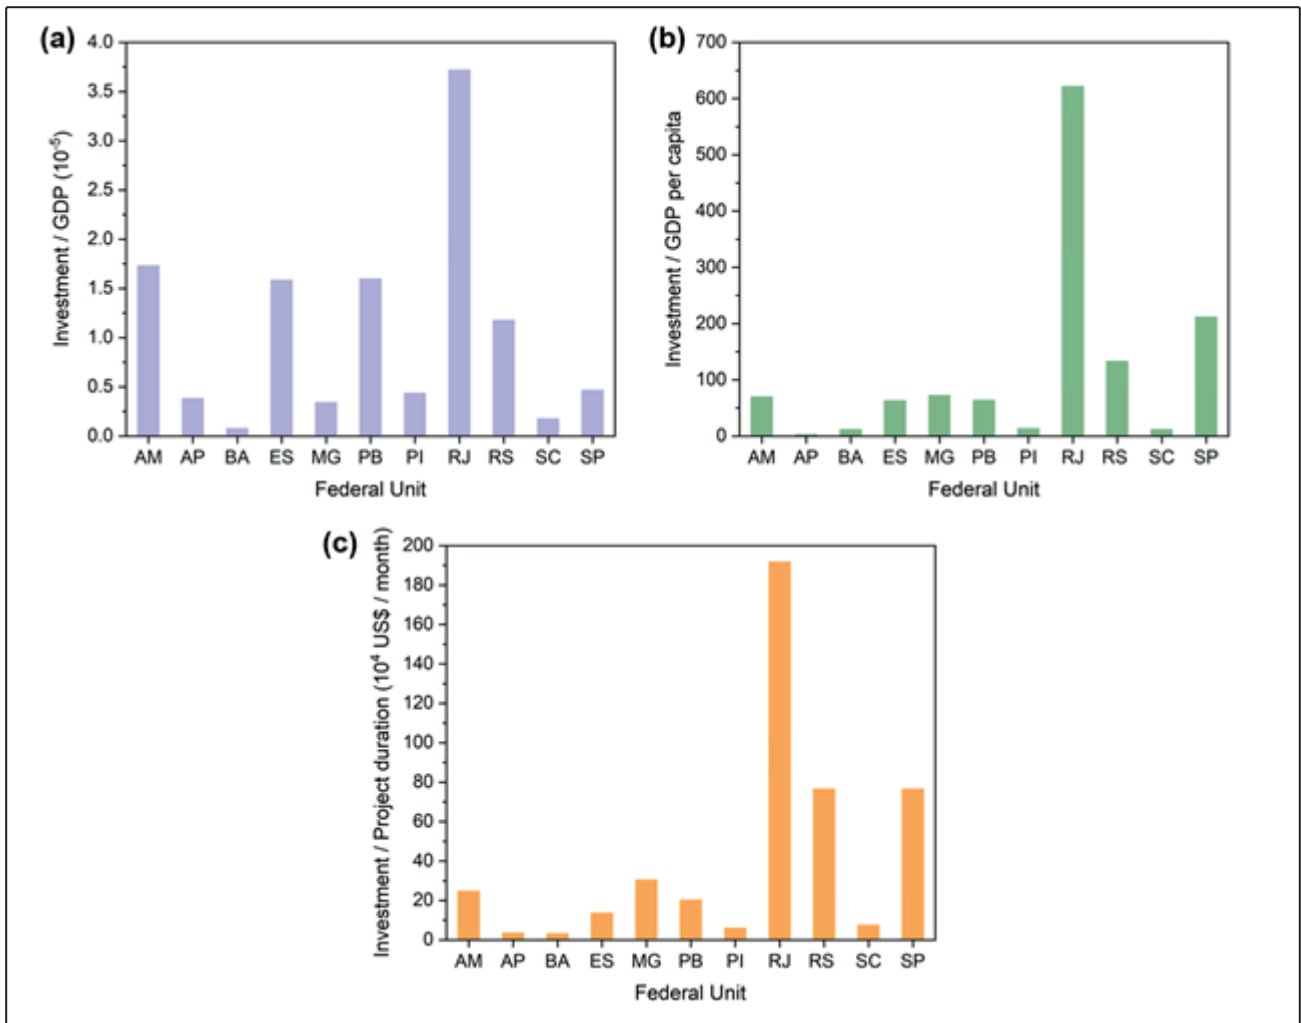 (a)
Investment / GDP (10⁻⁵)
4.0
3.5
3.0
2.5
2.0
1.5
1.0
0.5
0.0
AM AP BA ES MG PB PI RJ RS SC SP
Federal Unit
(b)
Investment / GDP per capita
700
600
500
400
300
200
100
0
AM AP BA ES MG PB PI RJ RS SC SP
Federal Unit
(c)
Investment / Project duration (10⁴ US$ / month)
200
180
160
140
120
100
80
60
40
20
0
AM AP BA ES MG PB PI RJ RS SC SP
Federal Unit